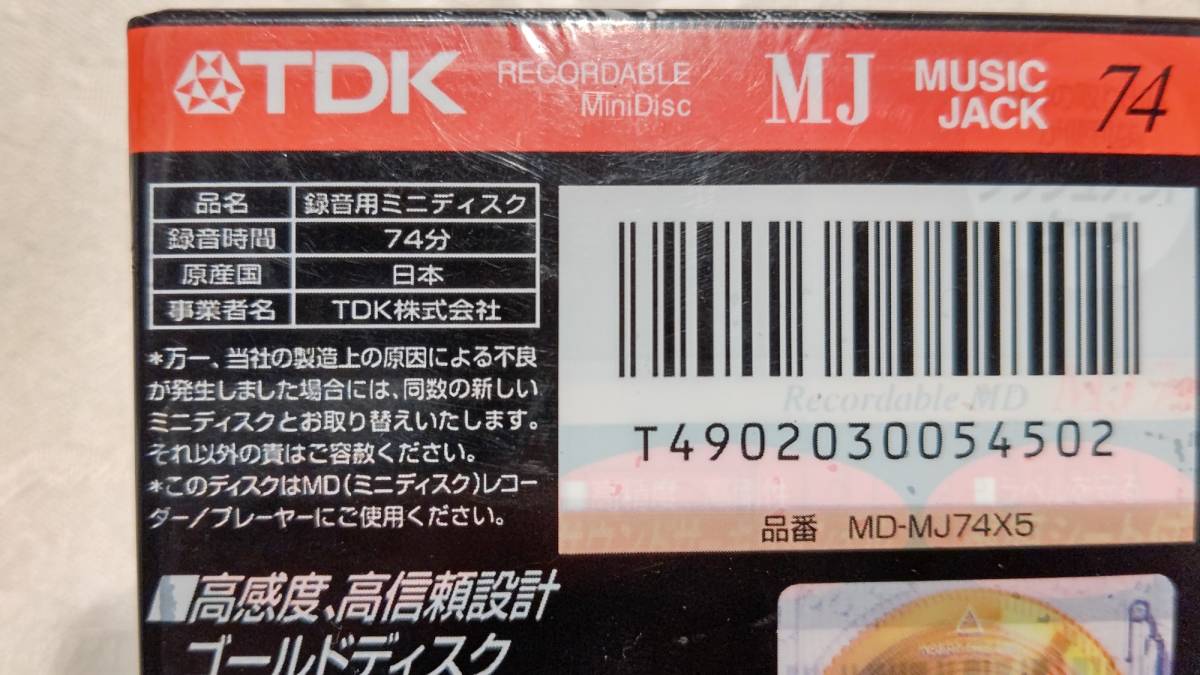 TDK RECORDABLE MiniDisc MJ MUSIC JACK 74
品名 録音用ミニディスク
録音時間 74分
原産国 日本
事業者名 TDK株式会社
*万一、当社の製造上の原因による不良
が発生しました場合には、同数の新しい
ミニディスクとお取り替えいたします。
それ以外の責はご容赦ください。
*このディスクはMD(ミニディスク)レコー
ダー/プレーヤーにご使用ください。
高感度、高信頼設計
ゴールドディスク
Recordable MD MJ 7
T4902030054502
品番 MD-MJ74X5